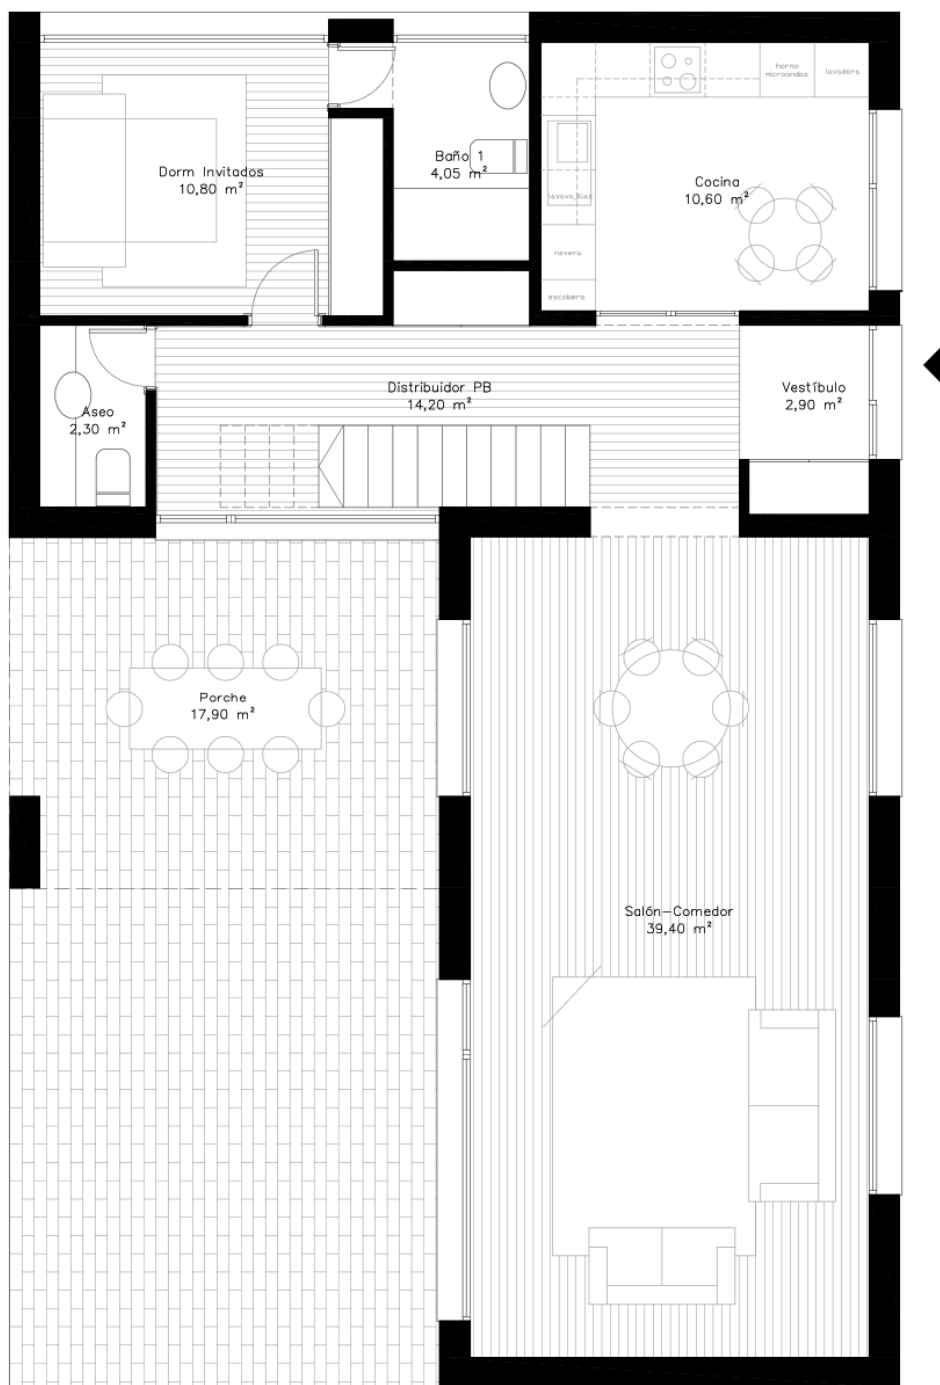 horno
microondas
lavadora
Baño 1
4,05 m²
Dorm Invitados
10,80 m²
Cocina
10,60 m²
nevera
escobero
Distribuidor PB
14,20 m²
Vestíbulo
2,90 m²
Aseo
2,30 m²
Porche
17,90 m²
Salón-Comedor
39,40 m²